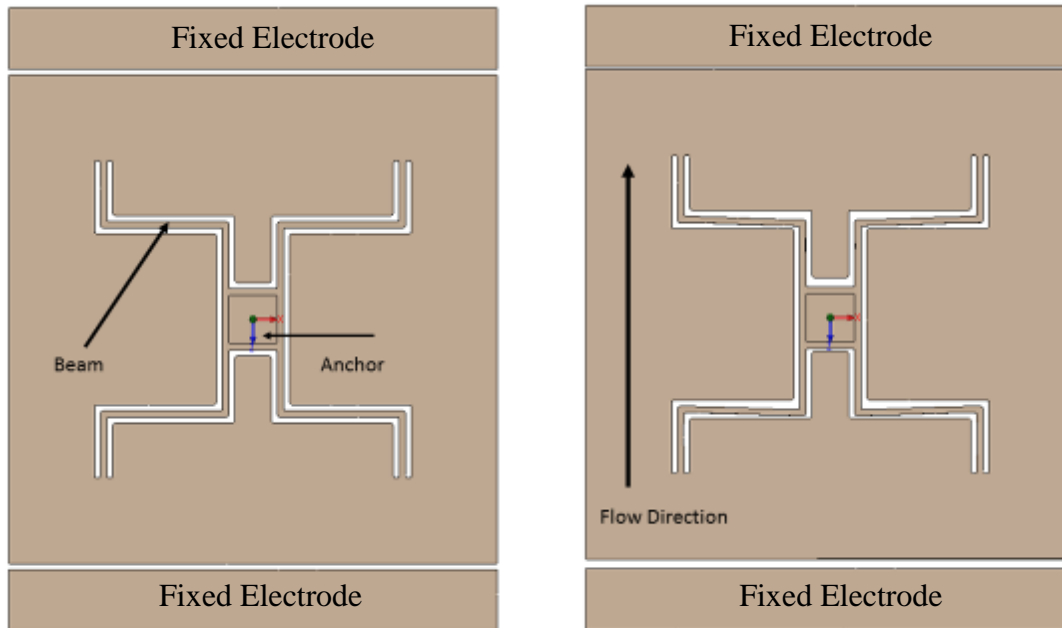 Fixed Electrode
Fixed Electrode
Beam
Anchor
X
Flow Direction
Fixed Electrode
Fixed Electrode